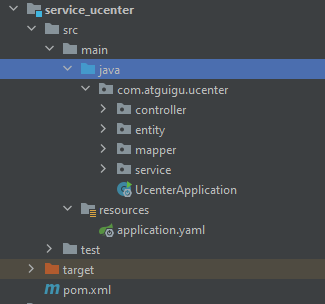 service_ucenter
src
main
java
com.atguigu.ucenter
controller
entity
mapper
service
UcenterApplication
resources
application.yaml
test
target
pom.xml